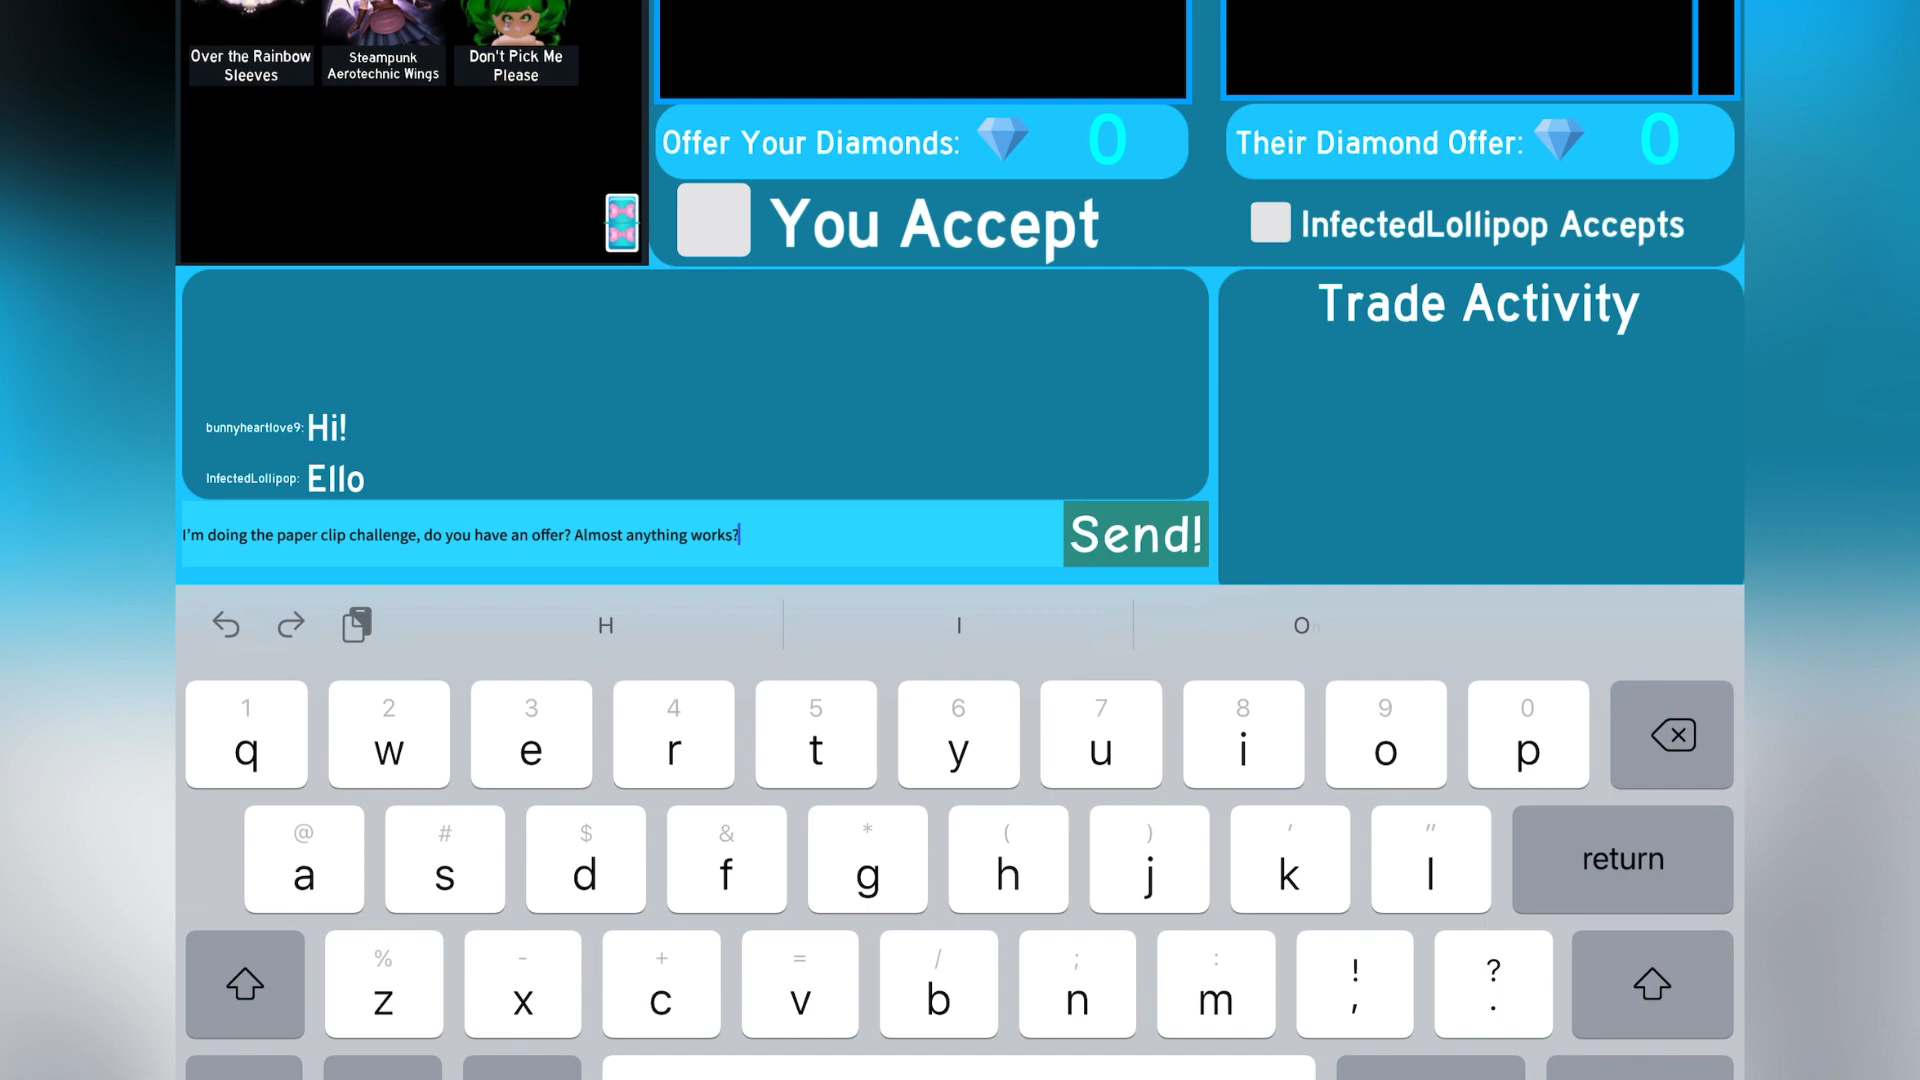 Over the Rainbow
Sleeves
Steampunk
Aerotechnic Wings
Don't Pick Me
Please
Offer Your Diamonds: 0
Their Diamond Offer: 0
You Accept
InfectedLollipop Accepts
Trade Activity
bunnyheartlove9: Hi!
InfectedLollipop: Ello
I'm doing the paper clip challenge, do you have an offer? Almost anything works?
Send!
H I O
1 2 3 4 5 6 7 8 9 0
q w e r t y u i o p
@ # $ & * ( ) ' "
a s d f g h j k l return
% - + = / ; : ! ?
z x c v b n m , .